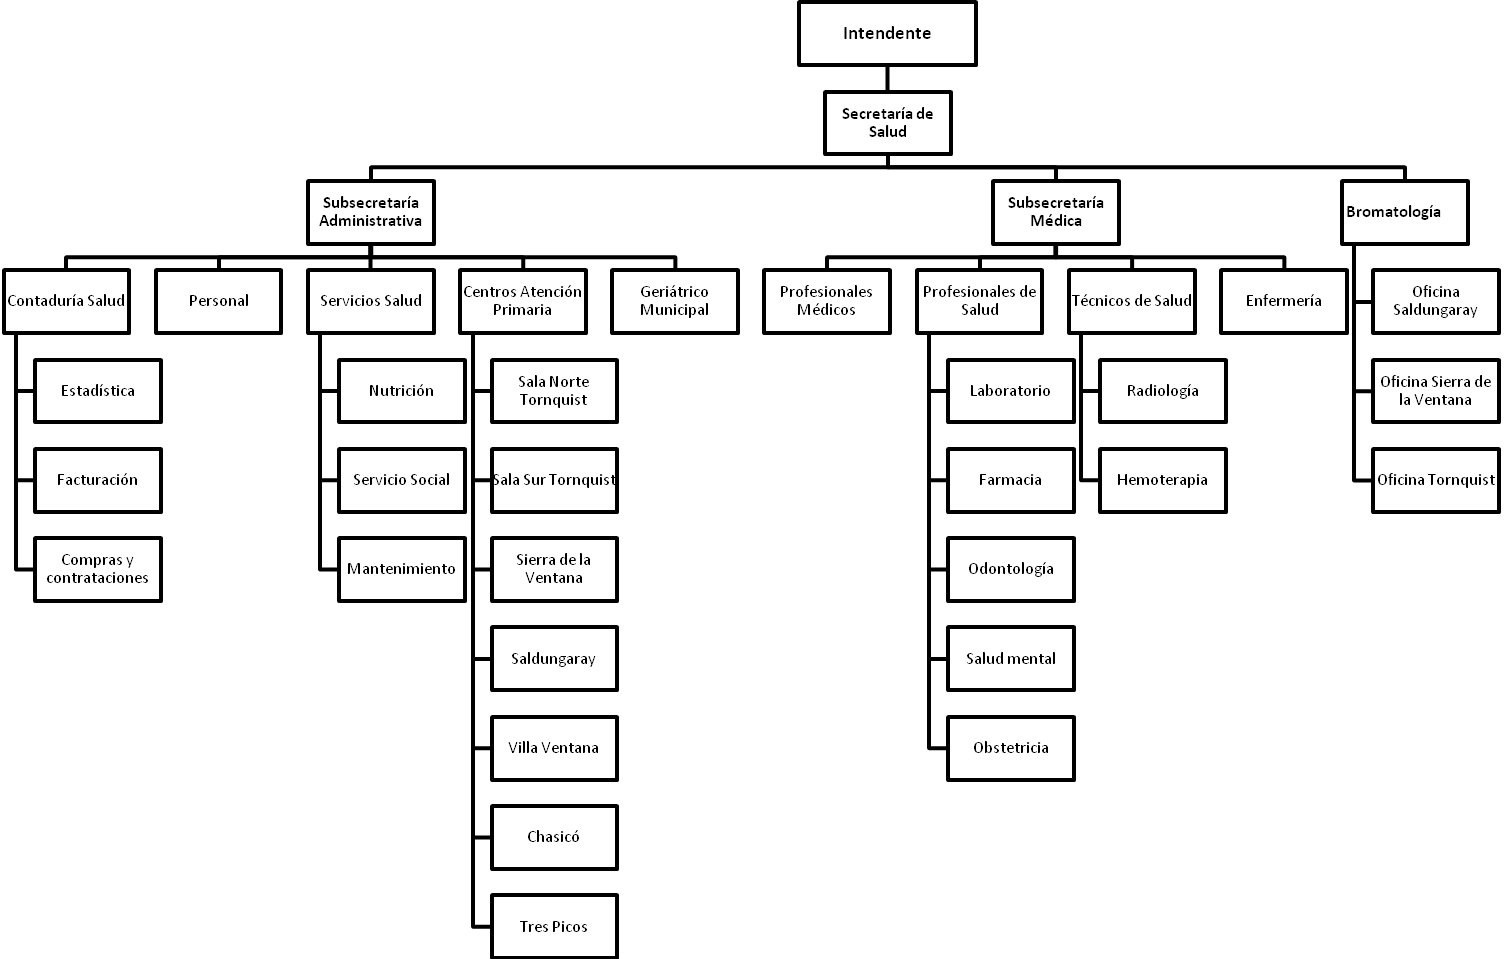 Intendente
Secretaría de
Salud
Subsecretaría
Administrativa
Subsecretaría
Médica
Bromatología
Contaduría Salud
Personal
Servicios Salud
Centros Atención
Primaria
Geriátrico
Municipal
Profesionales
Médicos
Profesionales de
Salud
Técnicos de Salud
Enfermería
Oficina
Saldungaray
Estadística
Nutrición
Sala Norte
Tornquist
Laboratorio
Radiología
Oficina Sierra de
la Ventana
Facturación
Servicio Social
Sala Sur Tornquist
Farmacia
Hemoterapia
Oficina Tornquist
Compras y
contrataciones
Mantenimiento
Sierra de la
Ventana
Odontología
Saldungaray
Salud mental
Villa Ventana
Obstetricia
Chasicó
Tres Picos